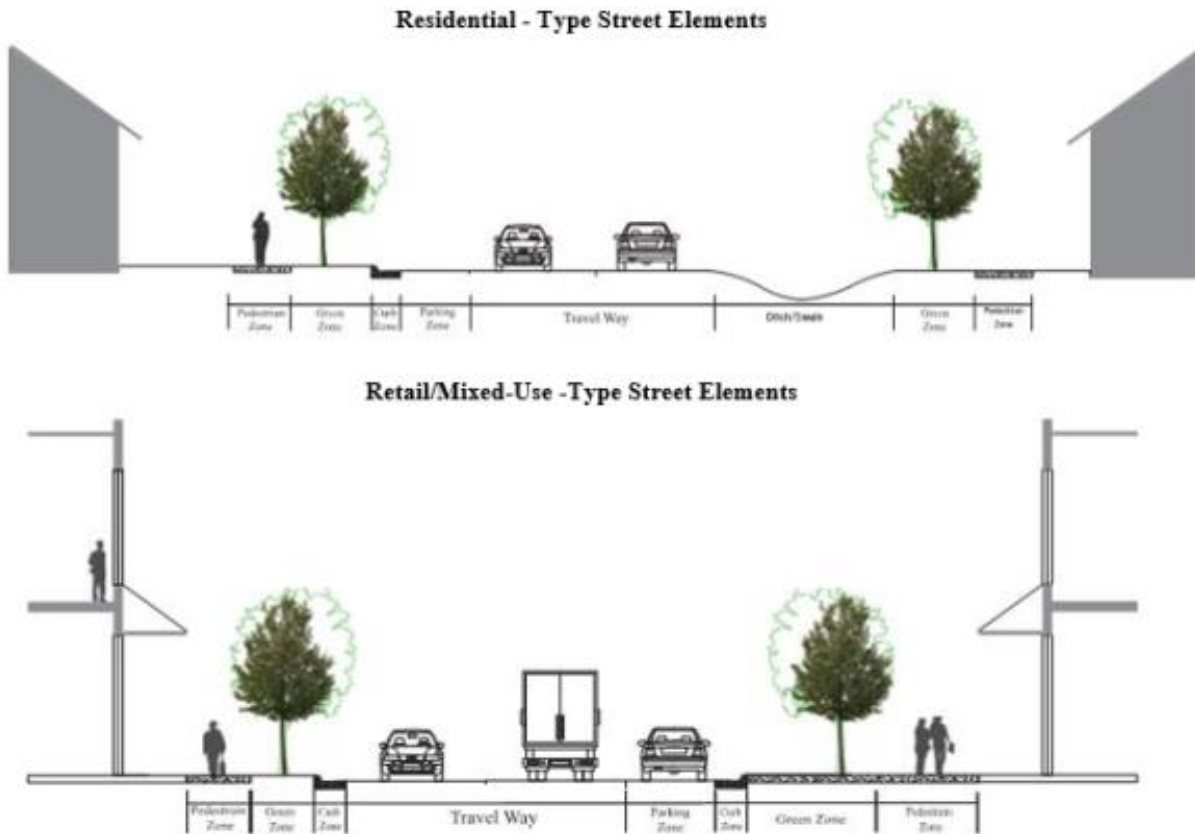 Residential - Type Street Elements
Pedestrian
Zone
Green
Zone
Curb
Zone
Parking
Zone
Travel Way
Ditch/Swale
Green
Zone
Pedestrian
Zone
Retail/Mixed-Use -Type Street Elements
Pedestrain
Zone
Green
Zone
Curb
Zone
Travel Way
Parking
Zone
Curb
Zone
Green Zone
Pedestrian
Zone